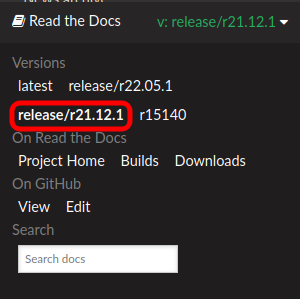 Read the Docs v: release/r21.12.1
Versions
latest release/r22.05.1
release/r21.12.1 r15140
On Read the Docs
Project Home Builds Downloads
On GitHub
View Edit
Search
Search docs